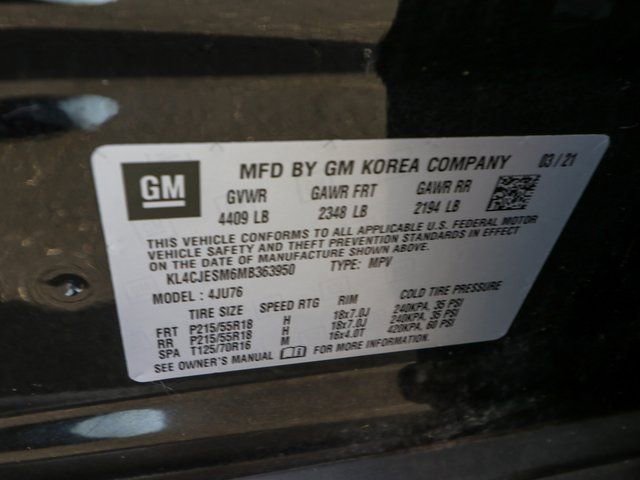 GM
MFD BY GM KOREA COMPANY 03/21
GVWR GAWR FRT GAWR RR
4409 LB 2348 LB 2194 LB
THIS VEHICLE CONFORMS TO ALL APPLICABLE U.S. FEDERAL MOTOR
VEHICLE SAFETY AND THEFT PREVENTION STANDARDS IN EFFECT
ON THE DATE OF MANUFACTURE SHOWN ABOVE.
KL4CJESM6MB363950 TYPE: MPV
MODEL : 4JU76
TIRE SIZE SPEED RTG RIM COLD TIRE PRESSURE
FRT P215/55R18 H 18x7.0J 240KPA, 35 PSI
RR P215/55R18 H 18x7.0J 240KPA, 35 PSI
SPA T125/70R16 M 16x4.0T 420KPA, 60 PSI
SEE OWNER'S MANUAL FOR MORE INFORMATION.